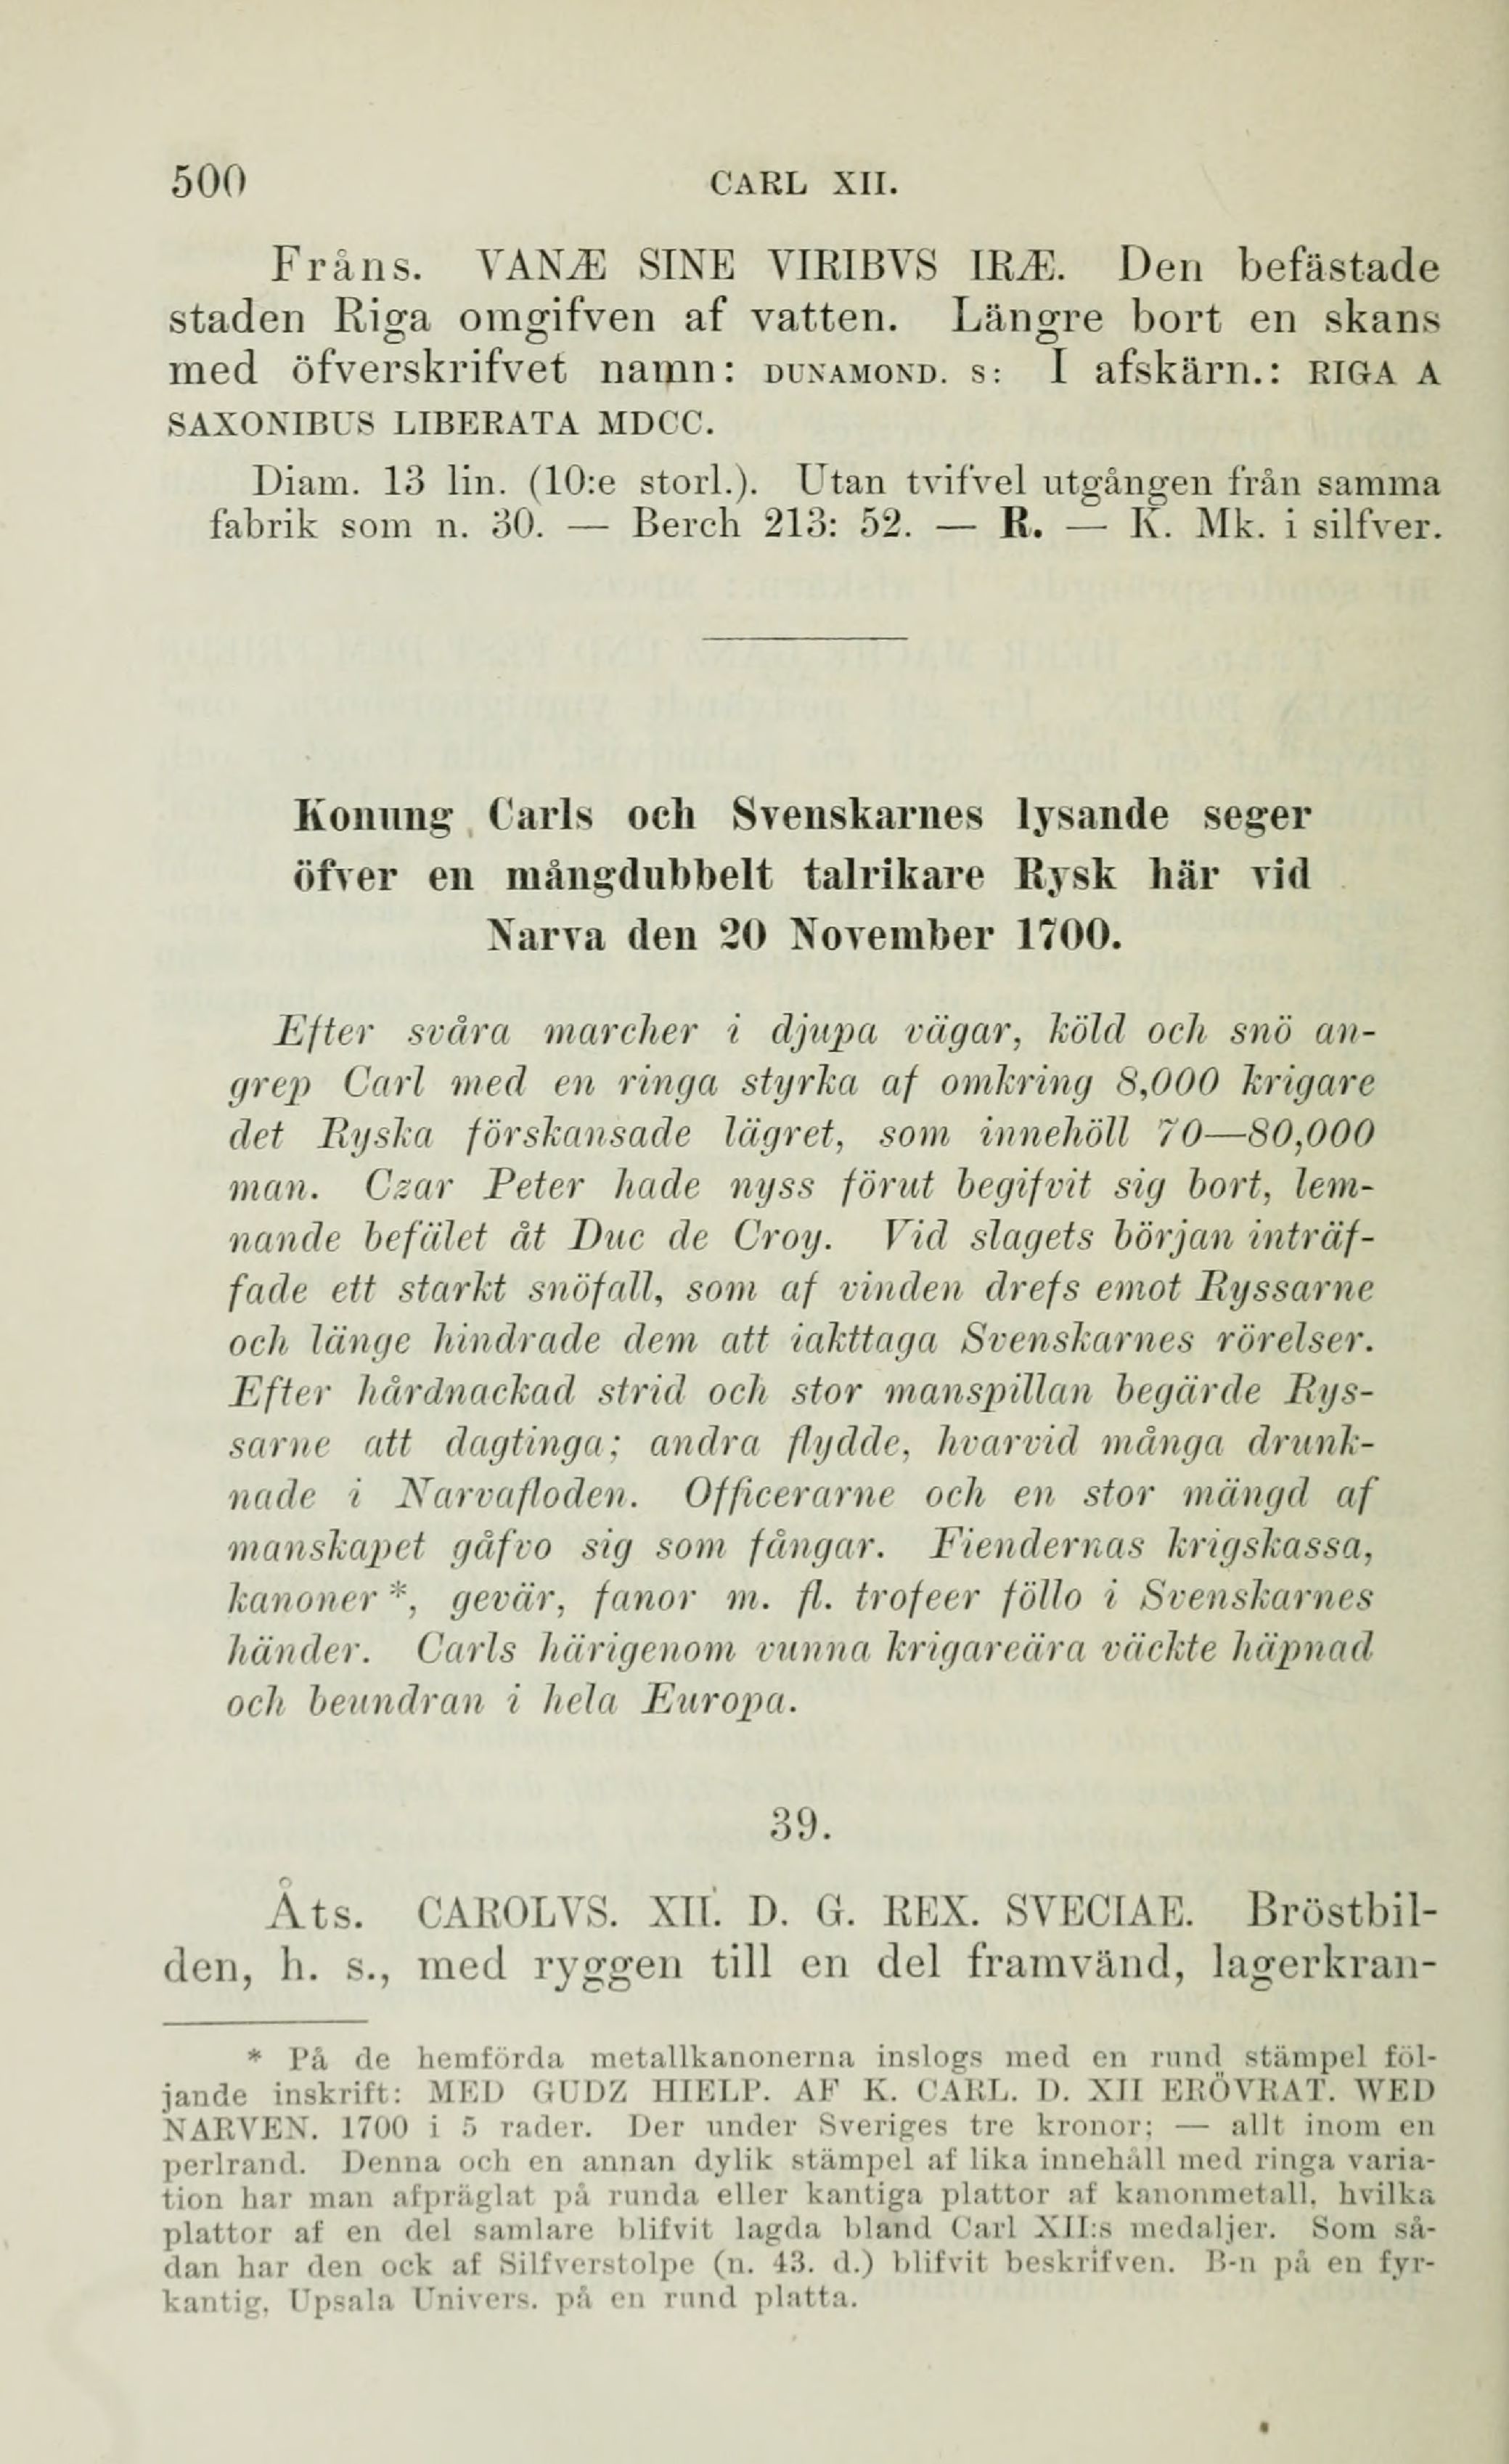 500 CARL XII.
Fråns. VANÆ SINE VIRIBVS IRÆ. Den befästade
staden Riga omgifven af vatten. Längre bort en skans
med öfverskrifvet namn: DUNAMOND. S: I afskärn.: RIGA A
SAXONIBUS LIBERATA MDCC.
Diam. 13 lin. (10:e storl.). Utan tvifvel utgången från samma
fabrik som n. 30. — Berch 213: 52. — R. — K. Mk. i silfver.
Konung Carls och Svenskarnes lysande seger
öfver en mångdubbelt talrikare Rysk här vid
Narva den 20 November 1700.
Efter svåra marcher i djupa vägar, köld och snö an-
grep Carl med en ringa styrka af omkring 8,000 krigare
det Ryska förskansade lägret, som innehöll 70—80,000
man. Czar Peter hade nyss förut begifvit sig bort, lem-
nande befälet åt Duc de Croy. Vid slagets början inträf-
fade ett starkt snöfall, som af vinden drefs emot Ryssarne
och länge hindrade dem att iakttaga Svenskarnes rörelser.
Efter hårdnackad strid och stor manspillan begärde Rys-
sarne att dagtinga; andra flydde, hvarvid många drunk-
nade i Narvafloden. Officerarne och en stor mängd af
manskapet gåfvo sig som fångar. Fiendernas krigskassa,
kanoner *, gevär, fanor m. fl. trofeer föllo i Svenskarnes
händer. Carls härigenom vunna krigareära väckte häpnad
och beundran i hela Europa.
39.
Åts. CAROLVS. XII. D. G. REX. SVECIAE. Bröstbil-
den, h. s., med ryggen till en del framvänd, lagerkran-
* På de hemförda metallkanonerna inslogs med en rund stämpel föl-
jande inskrift: MED GUDZ HIELP. AF K. CARL. D. XII ERÖVRAT. WED
NARVEN. 1700 i 5 rader. Der under Sveriges tre kronor; — allt inom en
perlrand. Denna och en annan dylik stämpel af lika innehåll med ringa varia-
tion har man afpräglat på runda eller kantiga plattor af kanonmetall, hvilka
plattor af en del samlare blifvit lagda bland Carl XII:s medaljer. Som så-
dan har den ock af Silfverstolpe (n. 43. d.) blifvit beskrifven. B-n på en fyr-
kantig, Upsala Univers. på en rund platta.